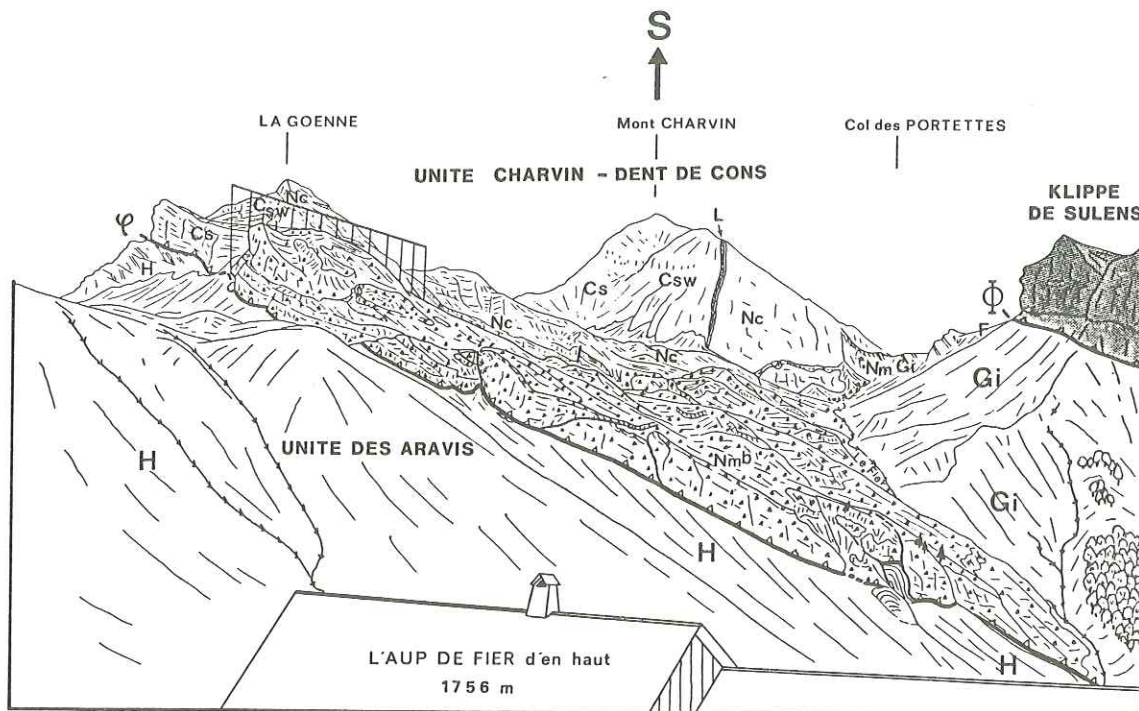 S
LA GOENNE
Mont CHARVIN
Col des PORTETTES
UNITE CHARVIN - DENT DE CONS
KLIPPE
DE SULENS
φ
H
Cs
Csw
Nc
Cs
Csw
L
Nc
Nc
Nc
Nm
Gi
F
Φ
Gi
Gi
H
UNITE DES ARAVIS
Nmb
H
H
L'AUP DE FIER d'en haut
1756 m